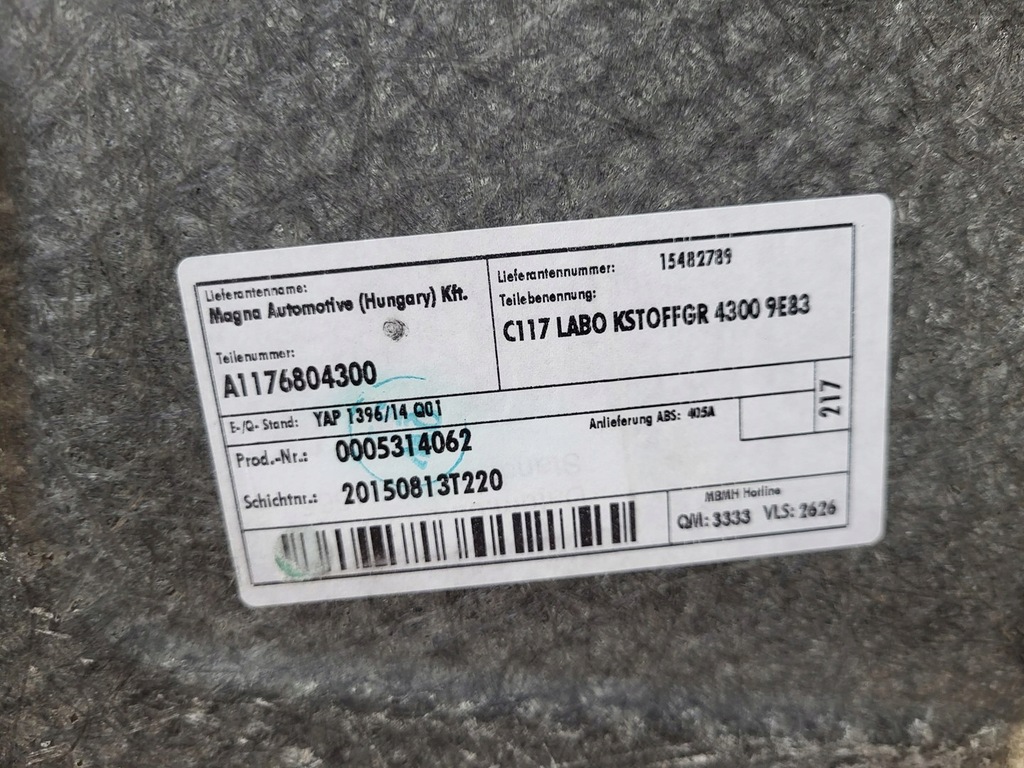 Lieferantenname:
Magna Automotive (Hungary) Kft.
Lieferantennummer: 15482789
Teilebenennung:
C117 LABO KSTOFFGR 4300 9E83
Teilenummer:
A1176804300
E-/Q- Stand: YAP 1396/14 Q01
Anlieferung ABS: 405A
217
Prod.-Nr.: 0005314062
Schichtnr.: 20150813T220
MBMH Hotline
QM: 3333 VLS: 2626